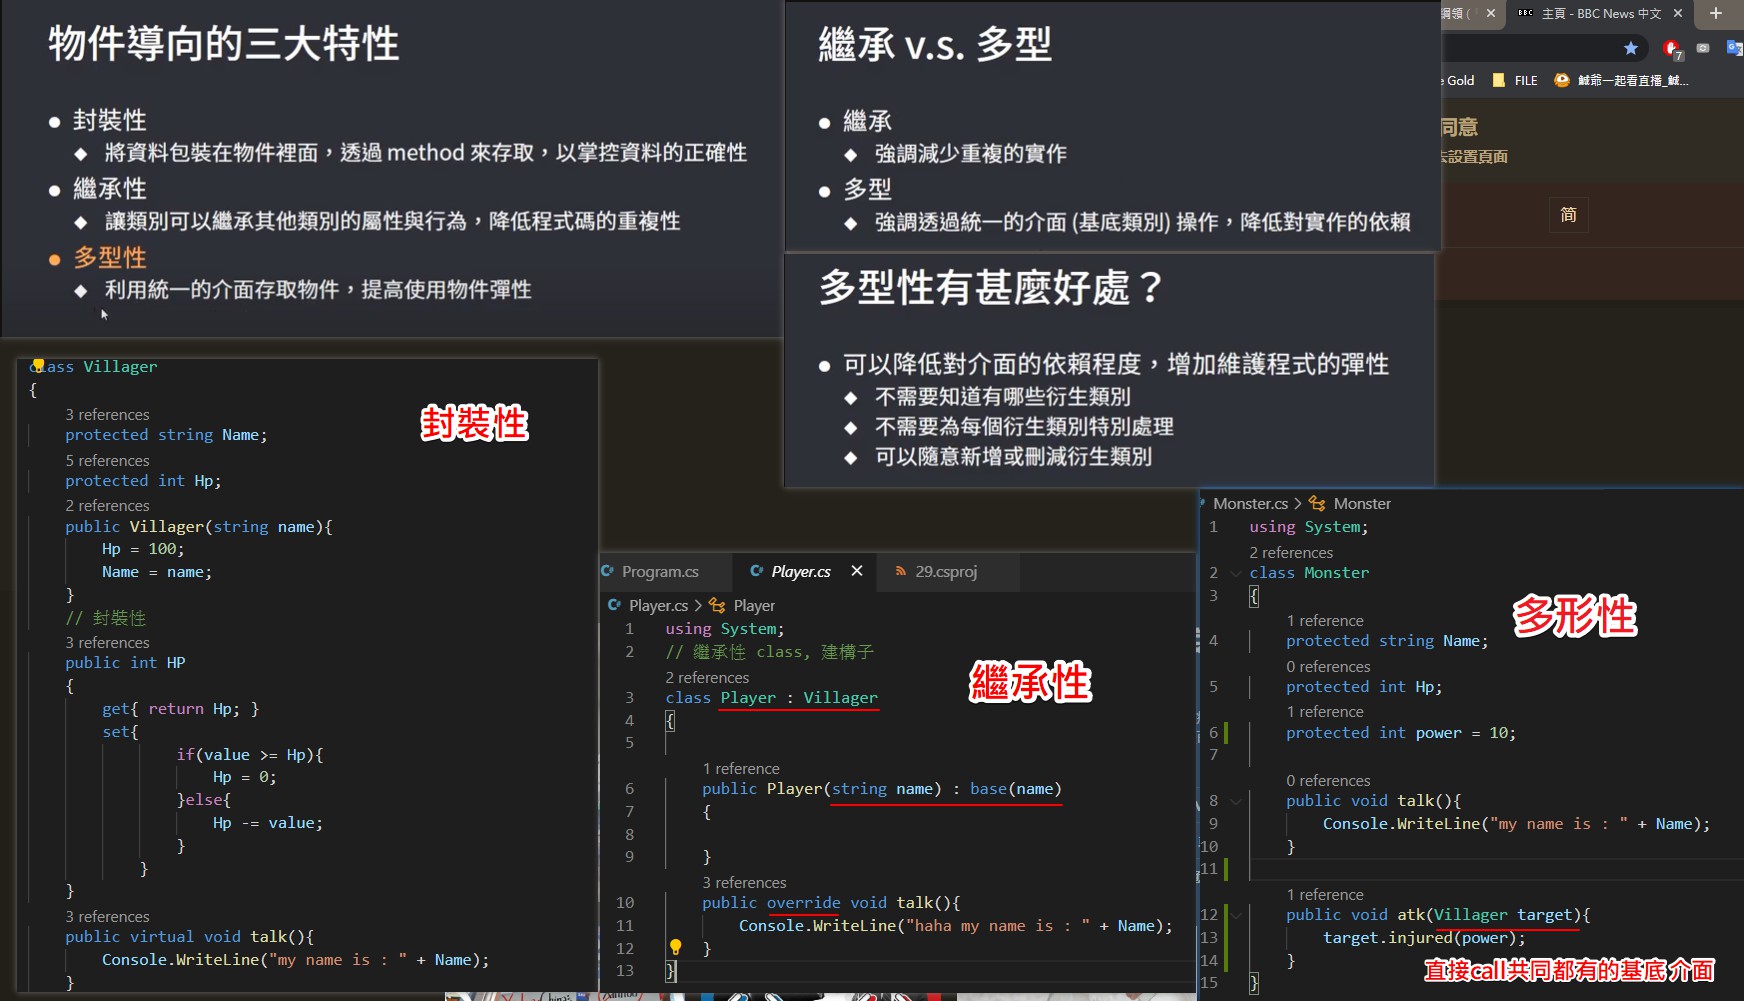 物件導向的三大特性
● 封裝性
◆ 將資料包裝在物件裡面，透過 method 來存取，以掌控資料的正確性
● 繼承性
◆ 讓類別可以繼承其他類別的屬性與行為，降低程式碼的重複性
● 多型性
◆ 利用統一的介面存取物件，提高使用物件彈性
繼承 v.s. 多型
● 繼承
◆ 強調減少重複的實作
● 多型
◆ 強調透過統一的介面 (基底類別) 操作，降低對實作的依賴
多型性有甚麼好處？
● 可以降低對介面的依賴程度，增加維護程式的彈性
◆ 不需要知道有哪些衍生類別
◆ 不需要為每個衍生類別特別處理
◆ 可以隨意新增或刪減衍生類別
BBC 主頁 - BBC News 中文
7
Gold FILE
同意
設置頁面
简
class Villager
{
3 references
protected string Name;
5 references
protected int Hp;
2 references
public Villager(string name){
Hp = 100;
Name = name;
}
// 封裝性
3 references
public int HP
{
get{ return Hp; }
set{
if(value >= Hp){
Hp = 0;
}else{
Hp -= value;
}
}
}
3 references
public virtual void talk(){
Console.WriteLine("my name is : " + Name);
}
封裝性
Program.cs Player.cs 29.csproj
Player.cs > Player
1 using System;
2 // 繼承性 class, 建構子
2 references
3 class Player : Villager
4 {
5
1 reference
6 public Player(string name) : base(name)
7 {
8
9 }
3 references
10 public override void talk(){
11 Console.WriteLine("haha my name is : " + Name);
12 }
13 }
繼承性
Monster.cs > Monster
1 using System;
2 references
2 class Monster
3 {
1 reference
4 protected string Name;
0 references
5 protected int Hp;
1 reference
6 protected int power = 10;
7
0 references
8 public void talk(){
9 Console.WriteLine("my name is : " + Name);
10 }
11
1 reference
12 public void atk(Villager target){
13 target.injured(power);
14 }
15 }
多形性
直接call共同都有的基底 介面